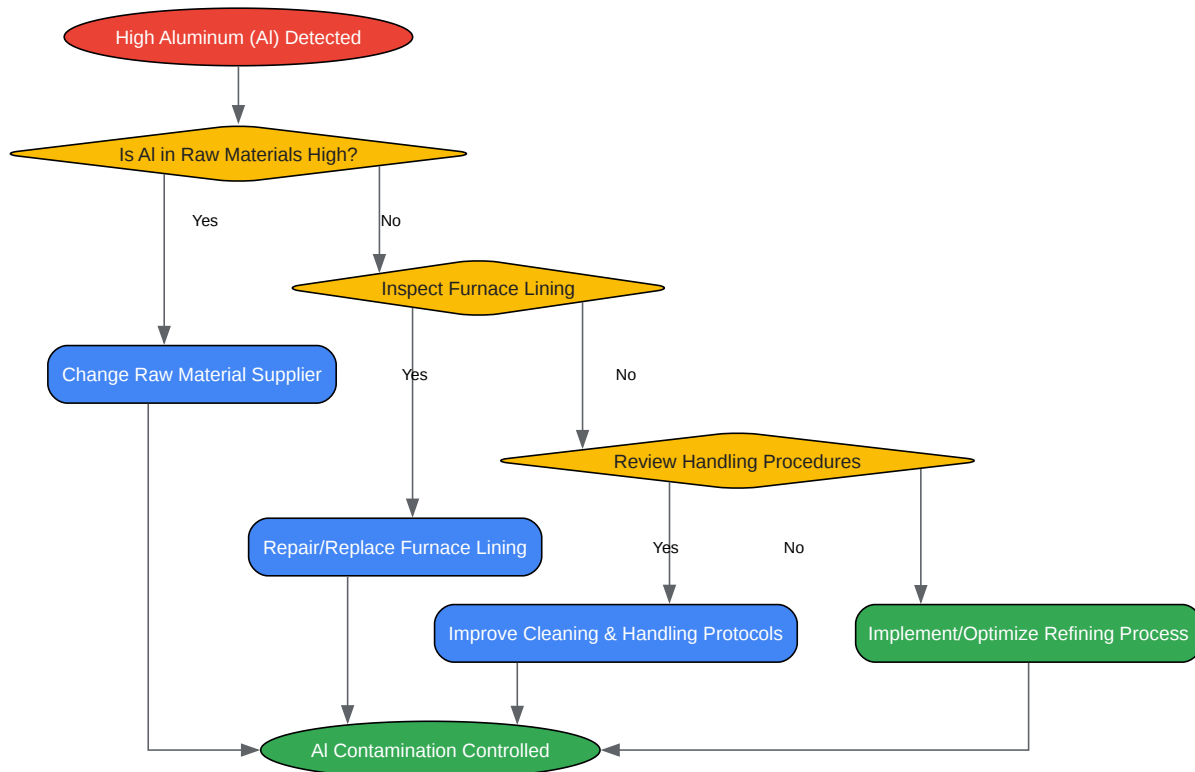 High Aluminum (Al) Detected
Is Al in Raw Materials High?
Yes
No
Inspect Furnace Lining
Change Raw Material Supplier
Yes
No
Review Handling Procedures
Repair/Replace Furnace Lining
Yes
No
Improve Cleaning & Handling Protocols
Implement/Optimize Refining Process
Al Contamination Controlled